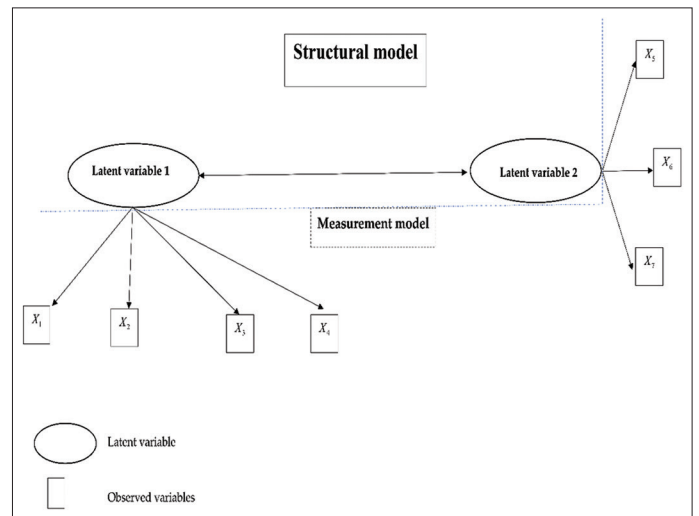 Structural model
X₅
Latent variable 1
Latent variable 2
X₆
Measurement model
X₇
X₁
X₂
X₃
X₄
Latent variable
Observed variables